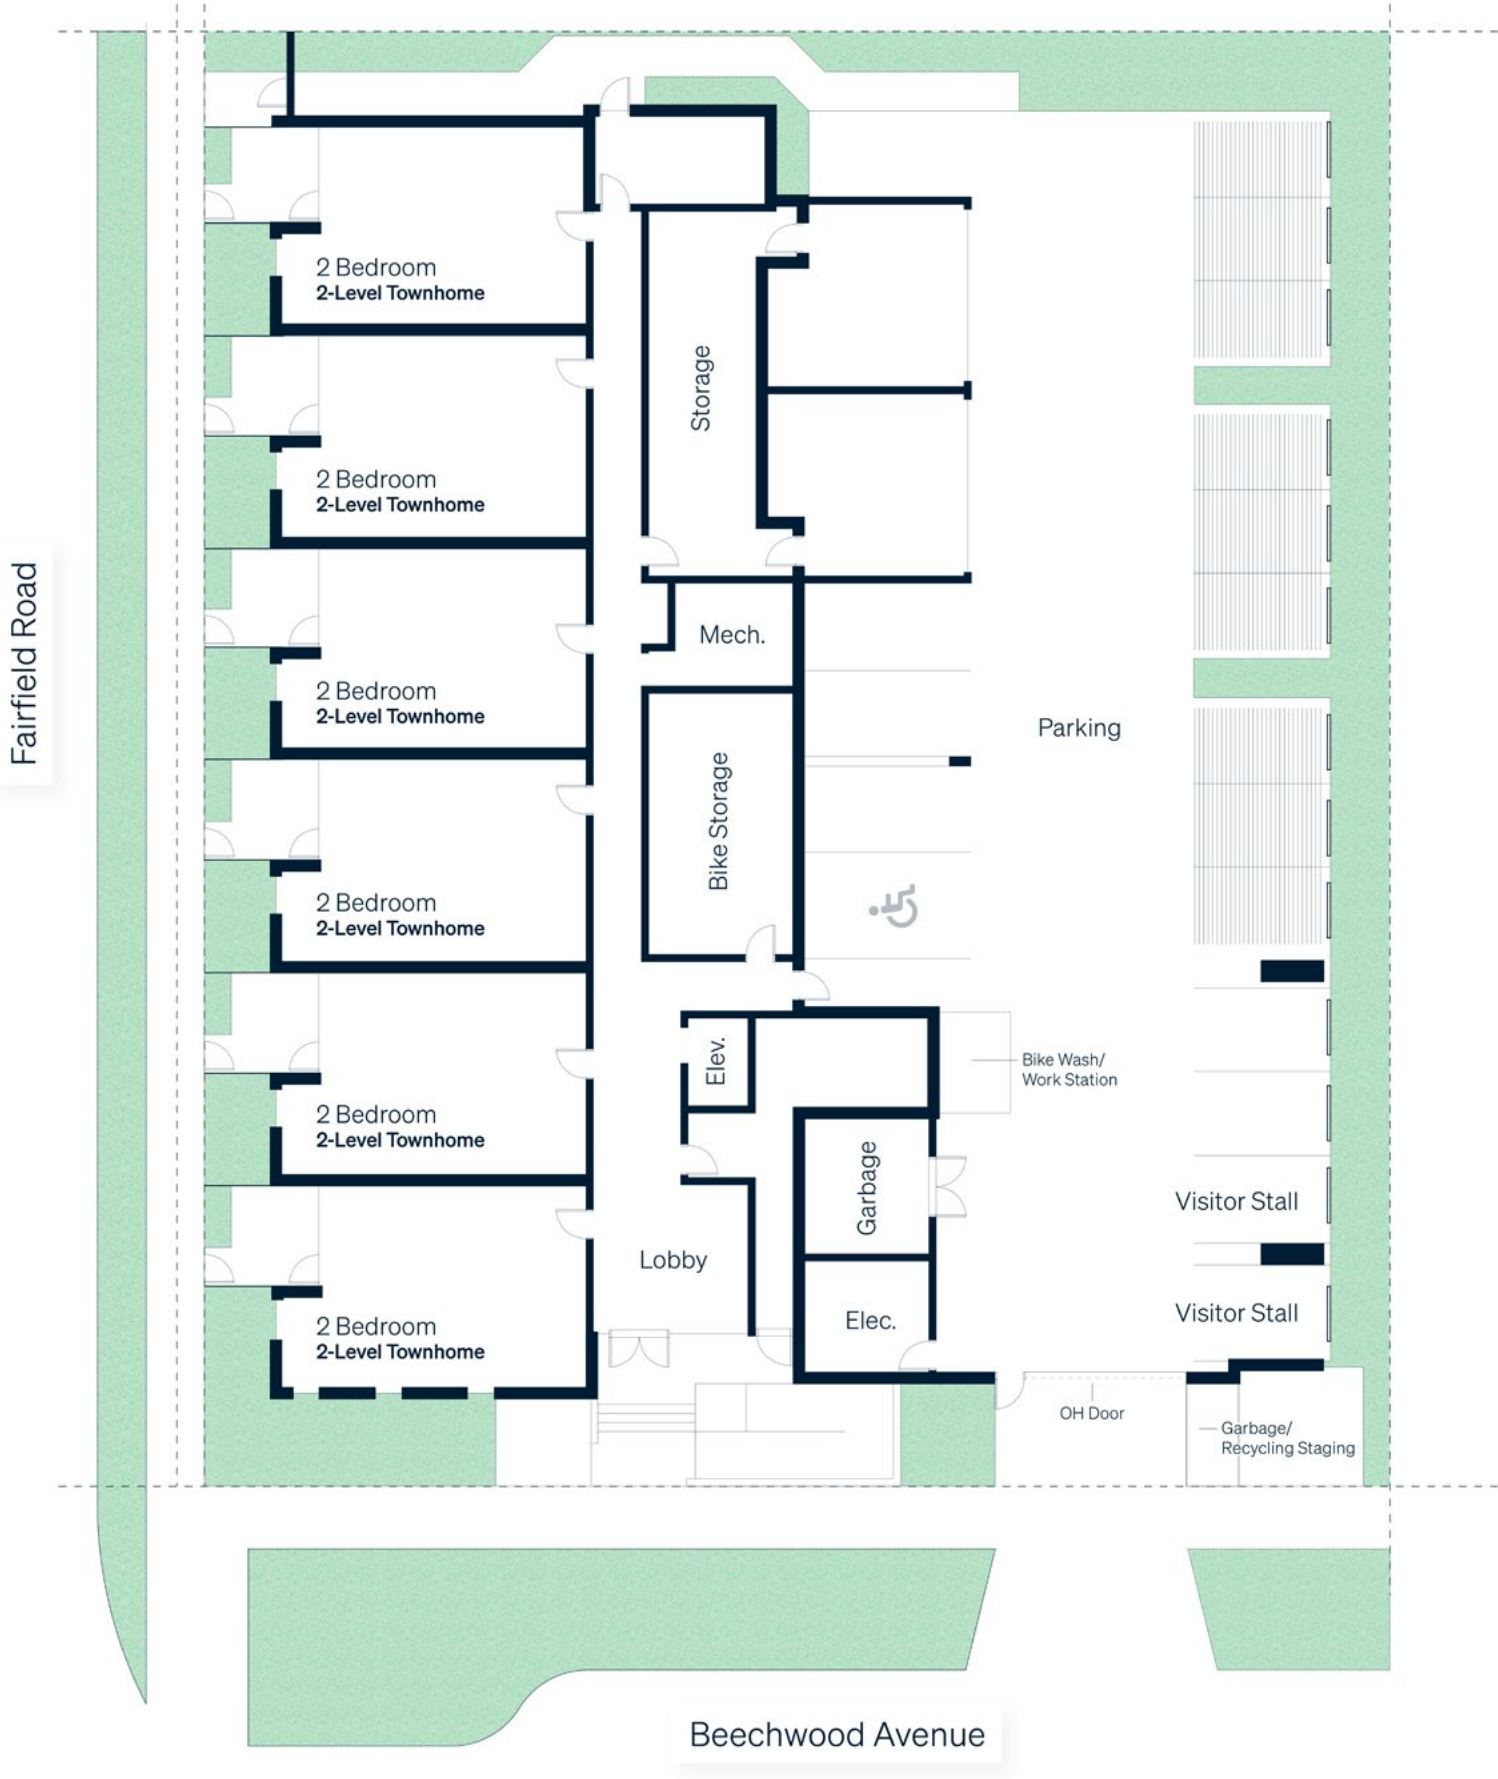 2 Bedroom
2-Level Townhome
Storage
2 Bedroom
2-Level Townhome
Fairfield Road
Mech.
2 Bedroom
2-Level Townhome
Parking
Bike Storage
2 Bedroom
2-Level Townhome
Elev.
Bike Wash/
Work Station
2 Bedroom
2-Level Townhome
Garbage
Visitor Stall
Lobby
Elec.
Visitor Stall
2 Bedroom
2-Level Townhome
OH Door
Garbage/
Recycling Staging
Beechwood Avenue